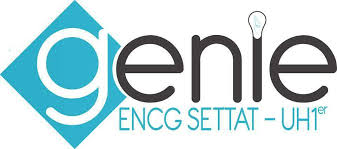 genie
ENCG SETTAT – UH1er